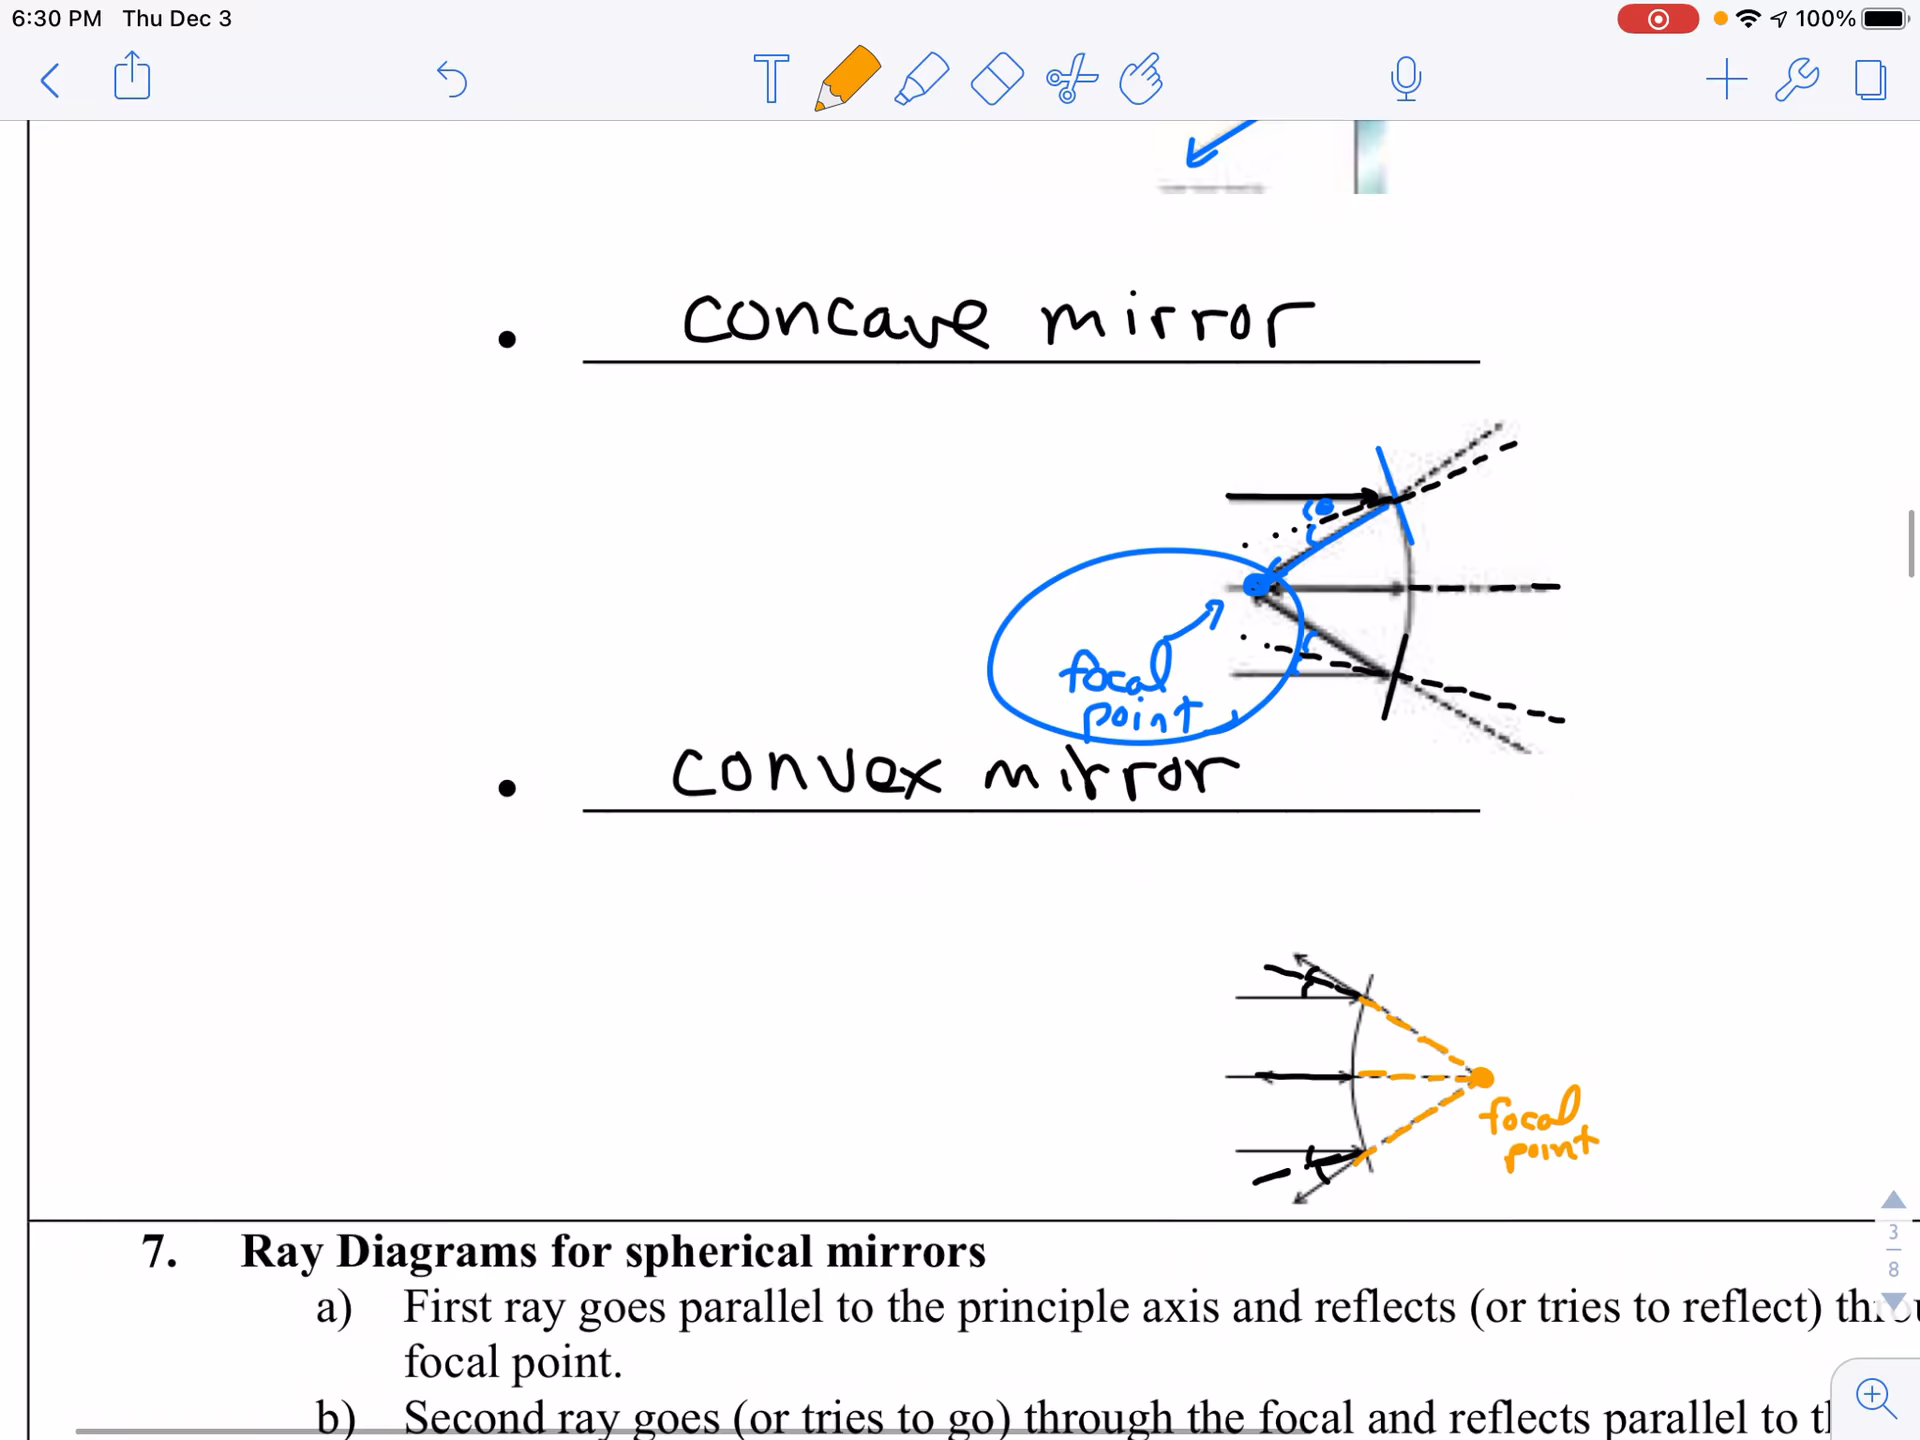 6:30 PM Thu Dec 3
100%
T
• concave mirror
focal
point
• convex mirror
focal
point
3
8
7. Ray Diagrams for spherical mirrors
a) First ray goes parallel to the principle axis and reflects (or tries to reflect)
focal point.
b) Second ray goes (or tries to go) through the focal and reflects parallel to